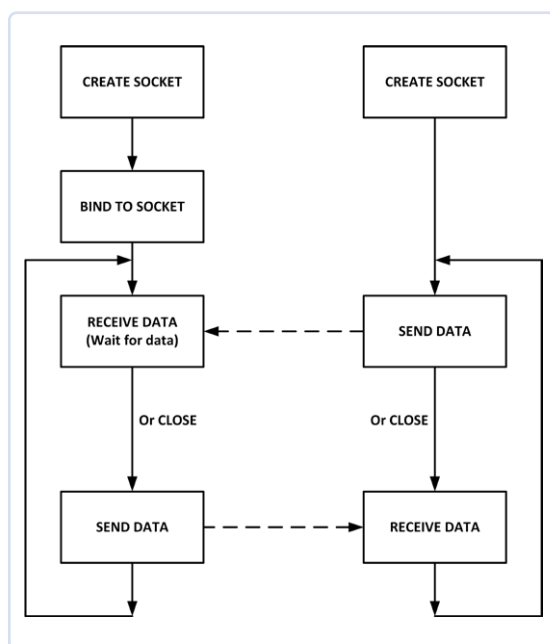 CREATE SOCKET
CREATE SOCKET
BIND TO SOCKET
RECEIVE DATA
(Wait for data)
SEND DATA
Or CLOSE
Or CLOSE
SEND DATA
RECEIVE DATA